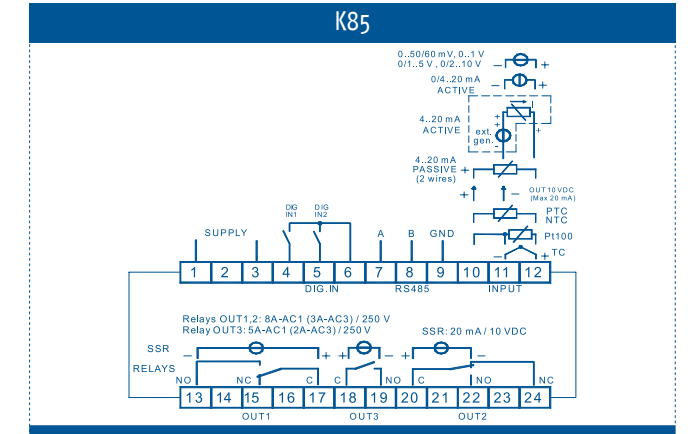 K85
0..50/60 mV, 0..1 V
0/1..5 V , 0/2..10 V
− +
0/4..20 mA
ACTIVE
− +
4..20 mA
ACTIVE
ext.
gen.
+
+
-
+
I
4..20 mA
PASSIVE
(2 wires)
+
+ −
OUT 10 VDC
(Max 20 mA)
PTC
NTC
Pt100
− + TC
SUPPLY
DIG
IN1
DIG
IN2
A B GND
1 2 3 4 5 6 7 8 9 10 11 12
DIG.IN RS485 INPUT
Relays OUT1,2: 8A-AC1 (3A-AC3) / 250 V
Relay OUT3: 5A-AC1 (2A-AC3) / 250 V
SSR: 20 mA / 10 VDC
SSR − + + − + −
RELAYS
NO NC C C NO C NO NC
13 14 15 16 17 18 19 20 21 22 23 24
OUT1 OUT3 OUT2